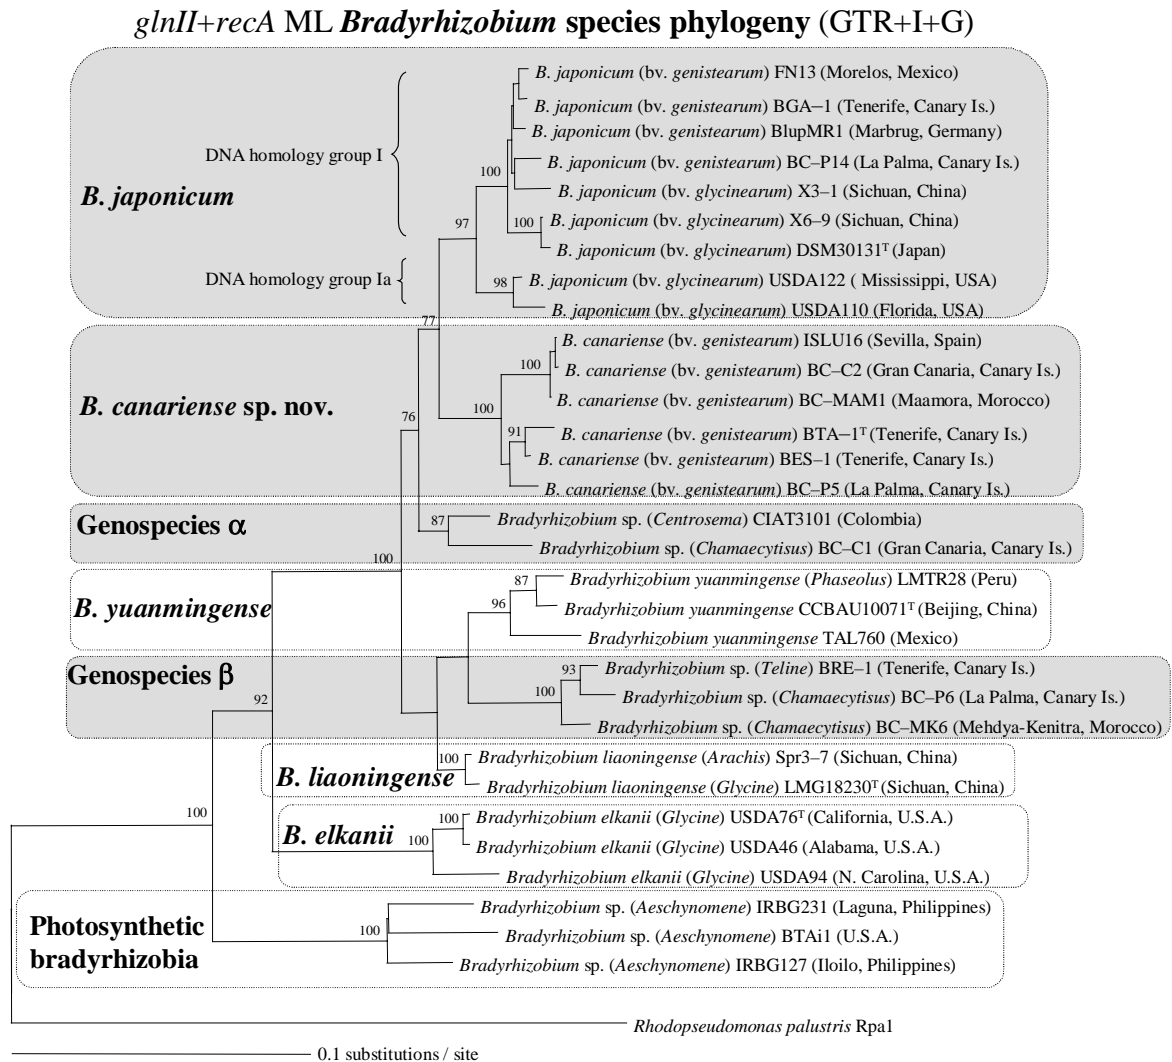 glnII+recA ML Bradyrhizobium species phylogeny (GTR+I+G)
B. japonicum (bv. genistearum) FN13 (Morelos, Mexico)
B. japonicum (bv. genistearum) BGA–1 (Tenerife, Canary Is.)
B. japonicum (bv. genistearum) BlupMR1 (Marbrug, Germany)
DNA homology group I
B. japonicum (bv. genistearum) BC–P14 (La Palma, Canary Is.)
100
B. japonicum
B. japonicum (bv. glycinearum) X3–1 (Sichuan, China)
97
100
B. japonicum (bv. glycinearum) X6–9 (Sichuan, China)
B. japonicum (bv. glycinearum) DSM30131ᵀ (Japan)
DNA homology group Ia
98
B. japonicum (bv. glycinearum) USDA122 ( Mississippi, USA)
B. japonicum (bv. glycinearum) USDA110 (Florida, USA)
77
B. canariense (bv. genistearum) ISLU16 (Sevilla, Spain)
100
B. canariense (bv. genistearum) BC–C2 (Gran Canaria, Canary Is.)
B. canariense sp. nov.
B. canariense (bv. genistearum) BC–MAM1 (Maamora, Morocco)
76
100
91
B. canariense (bv. genistearum) BTA–1ᵀ (Tenerife, Canary Is.)
B. canariense (bv. genistearum) BES–1 (Tenerife, Canary Is.)
B. canariense (bv. genistearum) BC–P5 (La Palma, Canary Is.)
Genospecies α
87
Bradyrhizobium sp. (Centrosema) CIAT3101 (Colombia)
Bradyrhizobium sp. (Chamaecytisus) BC–C1 (Gran Canaria, Canary Is.)
100
B. yuanmingense
87
Bradyrhizobium yuanmingense (Phaseolus) LMTR28 (Peru)
96
Bradyrhizobium yuanmingense CCBAU10071ᵀ (Beijing, China)
Bradyrhizobium yuanmingense TAL760 (Mexico)
Genospecies β
93
Bradyrhizobium sp. (Teline) BRE–1 (Tenerife, Canary Is.)
92
100
Bradyrhizobium sp. (Chamaecytisus) BC–P6 (La Palma, Canary Is.)
Bradyrhizobium sp. (Chamaecytisus) BC–MK6 (Mehdya-Kenitra, Morocco)
B. liaoningense
100
Bradyrhizobium liaoningense (Arachis) Spr3–7 (Sichuan, China)
Bradyrhizobium liaoningense (Glycine) LMG18230ᵀ (Sichuan, China)
100
B. elkanii
100
100
Bradyrhizobium elkanii (Glycine) USDA76ᵀ (California, U.S.A.)
Bradyrhizobium elkanii (Glycine) USDA46 (Alabama, U.S.A.)
Bradyrhizobium elkanii (Glycine) USDA94 (N. Carolina, U.S.A.)
Photosynthetic
bradyrhizobia
100
Bradyrhizobium sp. (Aeschynomene) IRBG231 (Laguna, Philippines)
Bradyrhizobium sp. (Aeschynomene) BTAi1 (U.S.A.)
Bradyrhizobium sp. (Aeschynomene) IRBG127 (Iloilo, Philippines)
Rhodopseudomonas palustris Rpa1
0.1 substitutions / site